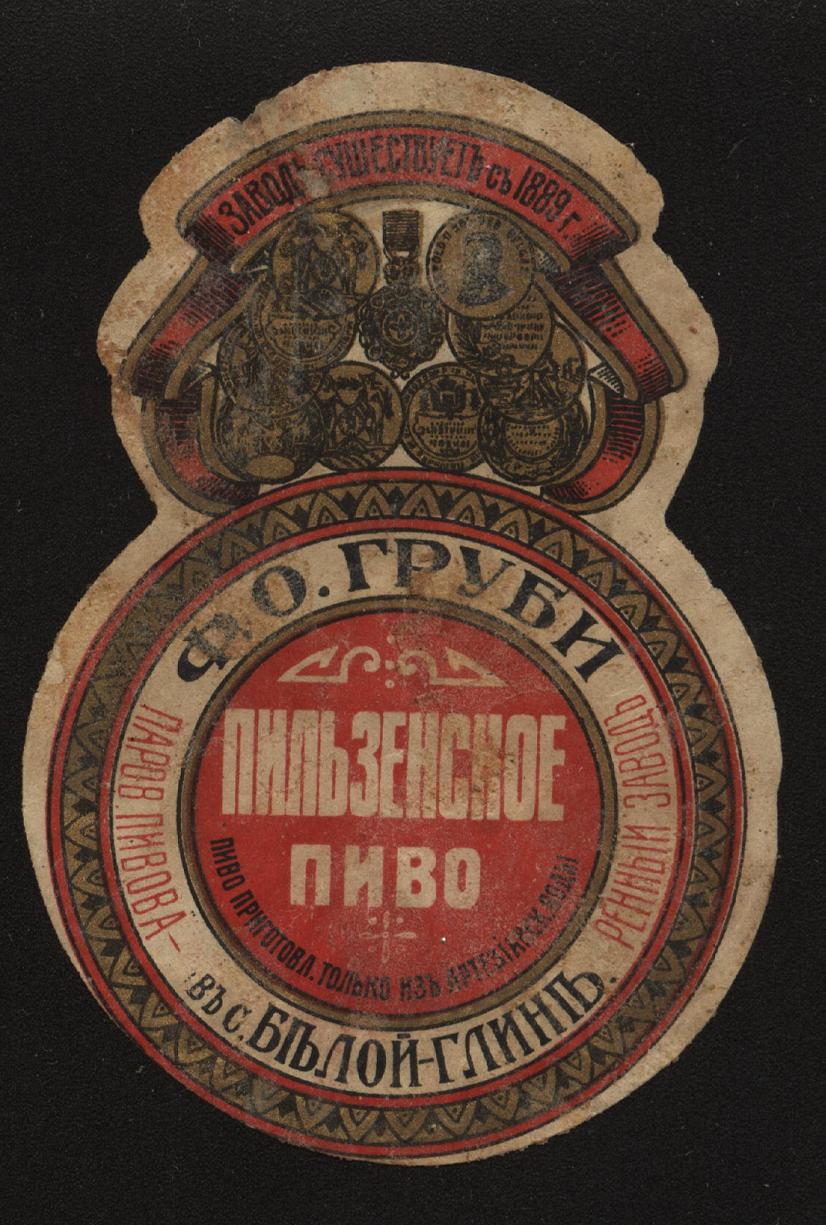 ЗАВОДЪ СУЩЕСТВУЕТЪ СЪ 1889 г.
Ф. О. ГРУБИ
ПАРОВ. ПИВОВА-
РЕННЫЙ ЗАВОДЪ
ПИЛЬЗЕНСКОЕ
ПИВО
ПИВО ПРИГОТОВЛ. ТОЛЬКО ИЗЪ АРТЕЗІАНСК. ВОДЫ
ВЪ С. БѢЛОЙ-ГЛИНѢ.